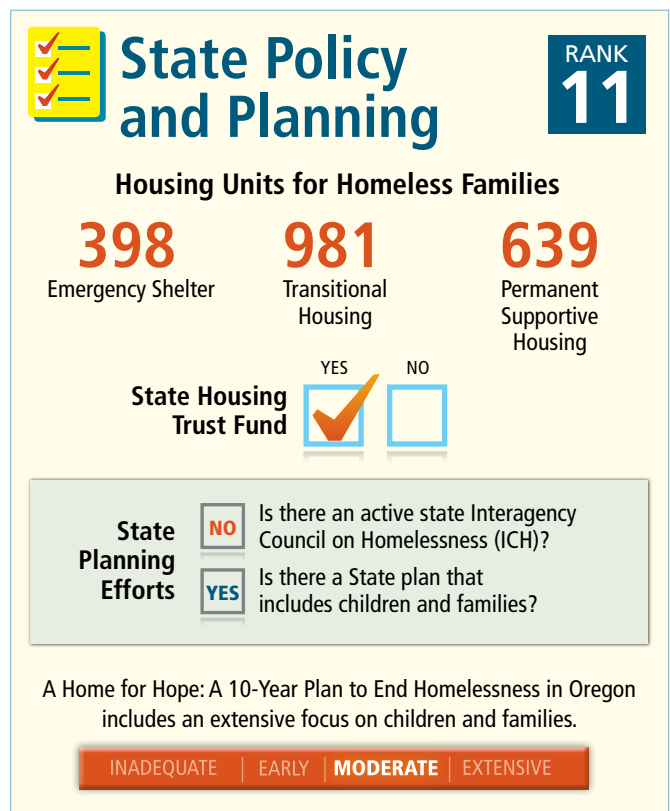 State Policy
and Planning
RANK
11
Housing Units for Homeless Families
398
Emergency Shelter
981
Transitional
Housing
639
Permanent
Supportive
Housing
State Housing
Trust Fund
YES
NO
State
Planning
Efforts
NO
Is there an active state Interagency
Council on Homelessness (ICH)?
YES
Is there a State plan that
includes children and families?
A Home for Hope: A 10-Year Plan to End Homelessness in Oregon
includes an extensive focus on children and families.
INADEQUATE | EARLY | MODERATE | EXTENSIVE